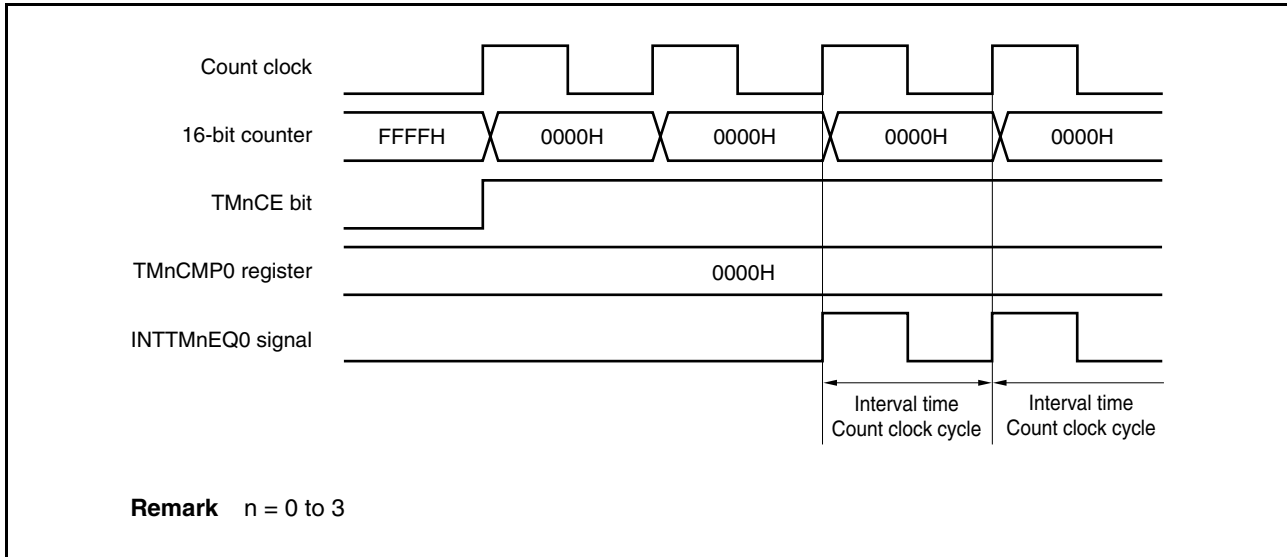 Count clock
16-bit counter
FFFFH
0000H
0000H
0000H
0000H
TMnCE bit
TMnCMP0 register
0000H
INTTMnEQ0 signal
Interval time
Count clock cycle
Interval time
Count clock cycle
Remark n = 0 to 3